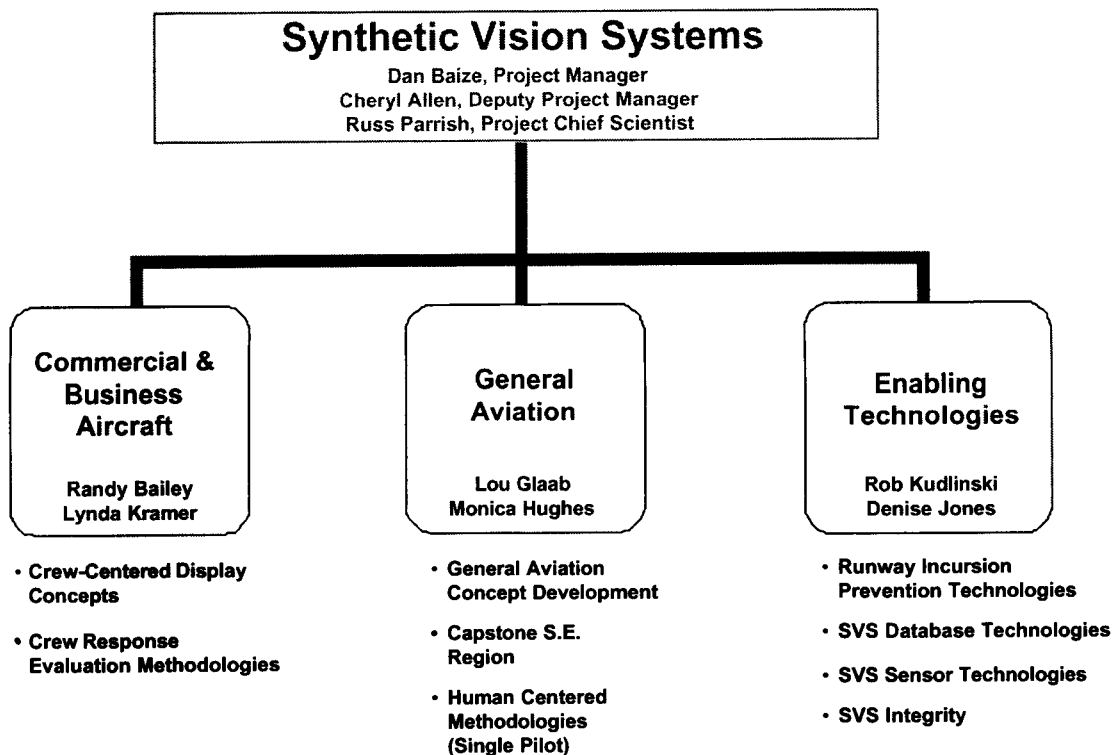 Synthetic Vision Systems
Dan Baize, Project Manager
Cheryl Allen, Deputy Project Manager
Russ Parrish, Project Chief Scientist
Commercial &
Business
Aircraft
Randy Bailey
Lynda Kramer
• Crew-Centered Display
Concepts
• Crew Response
Evaluation Methodologies
General
Aviation
Lou Glaab
Monica Hughes
• General Aviation
Concept Development
• Capstone S.E.
Region
• Human Centered
Methodologies
(Single Pilot)
Enabling
Technologies
Rob Kudlinski
Denise Jones
• Runway Incursion
Prevention Technologies
• SVS Database Technologies
• SVS Sensor Technologies
• SVS Integrity